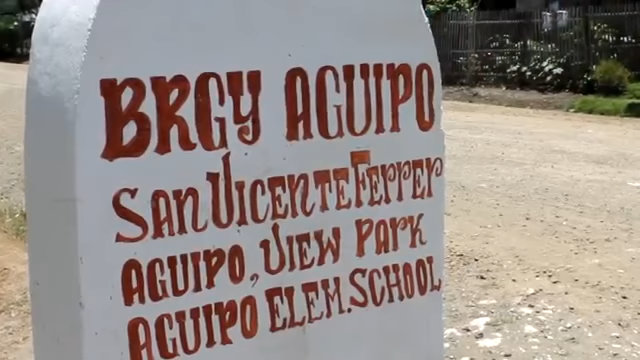 BRGY AGUIPO
SAN VICENTE FERRER
AGUIPO, VIEW PARK
AGUIPO ELEM. SCHOOL